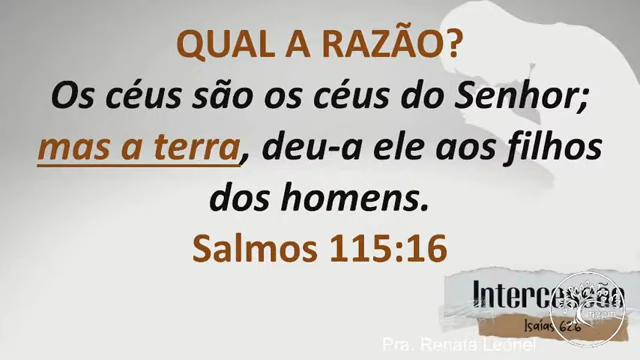 QUAL A RAZÃO?
Os céus são os céus do Senhor;
mas a terra, deu-a ele aos filhos
dos homens.
Salmos 115:16
Intercessão
Isaías 62:6
Pra. Renata Leonel